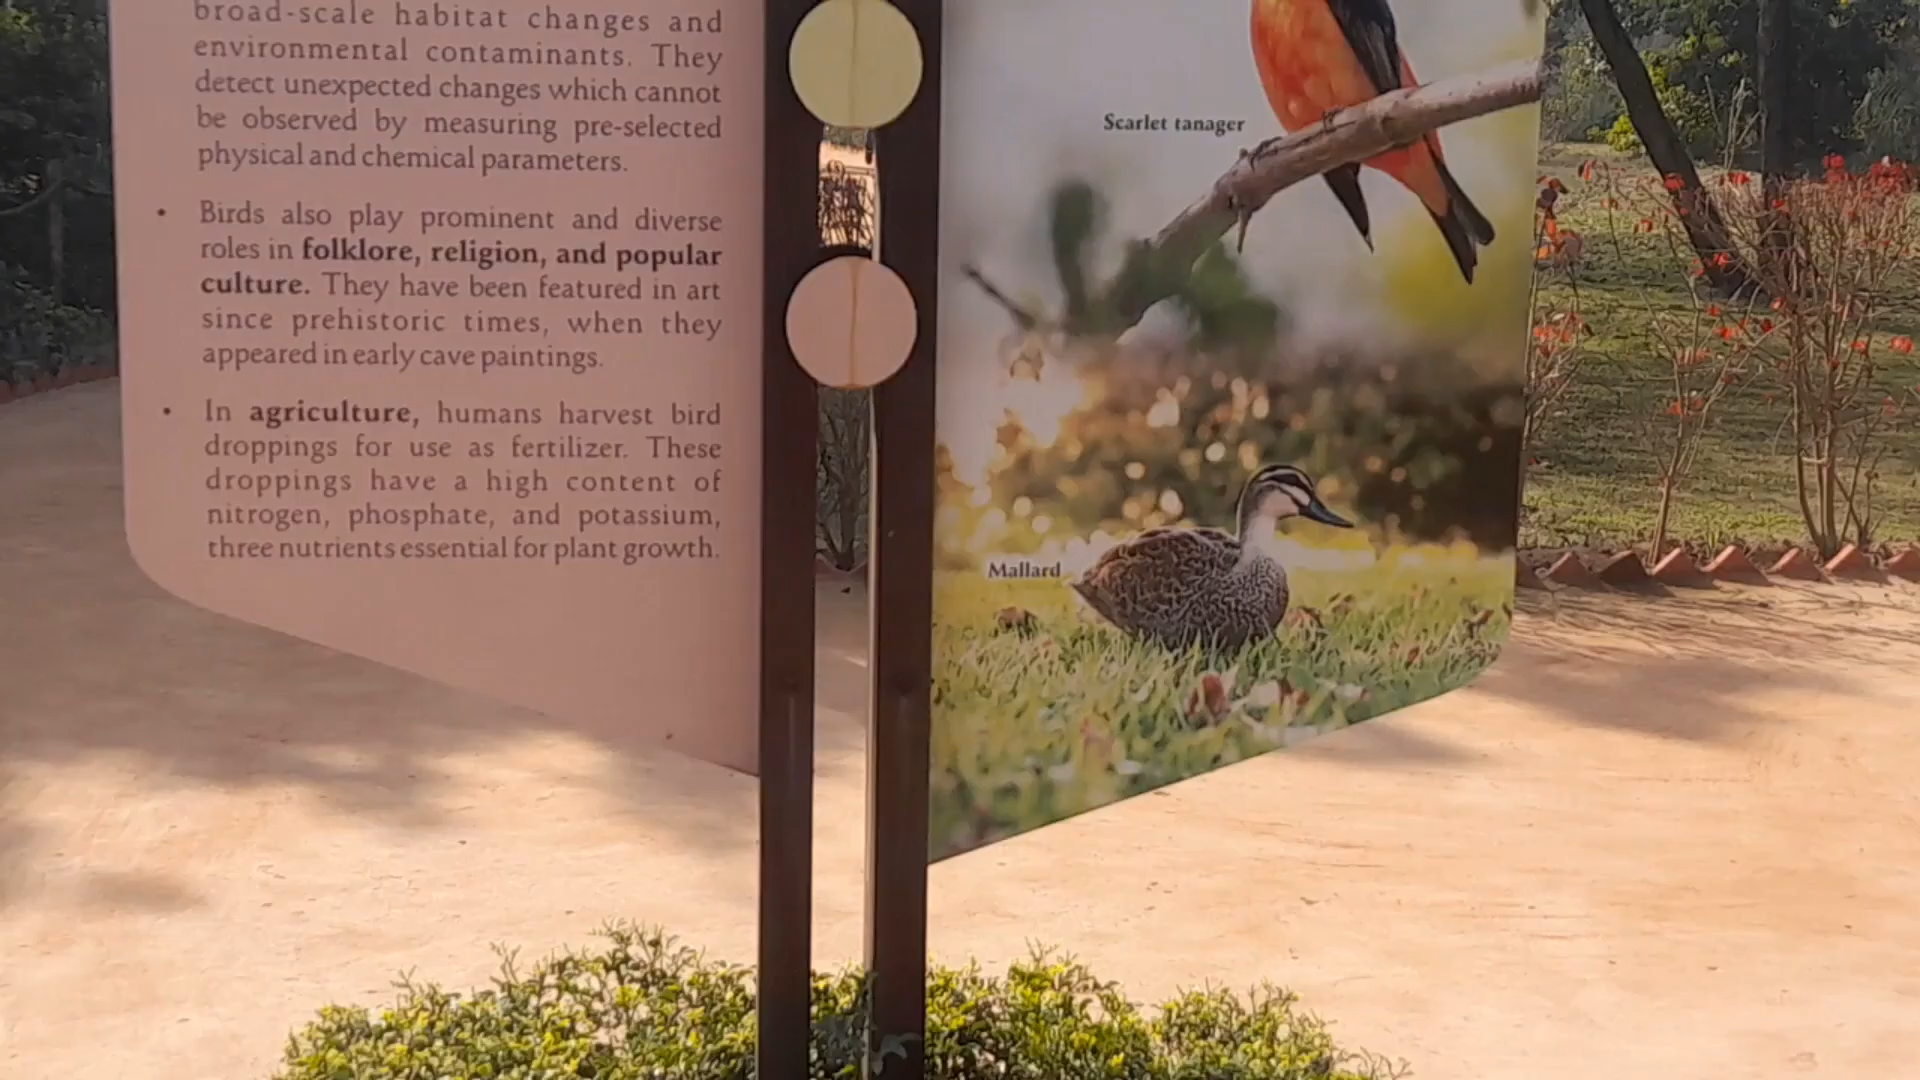 broad-scale habitat changes and
environmental contaminants. They
detect unexpected changes which cannot
be observed by measuring pre-selected
physical and chemical parameters.
• Birds also play prominent and diverse
roles in folklore, religion, and popular
culture. They have been featured in art
since prehistoric times, when they
appeared in early cave paintings.
• In agriculture, humans harvest bird
droppings for use as fertilizer. These
droppings have a high content of
nitrogen, phosphate, and potassium,
three nutrients essential for plant growth.
Scarlet tanager
Mallard